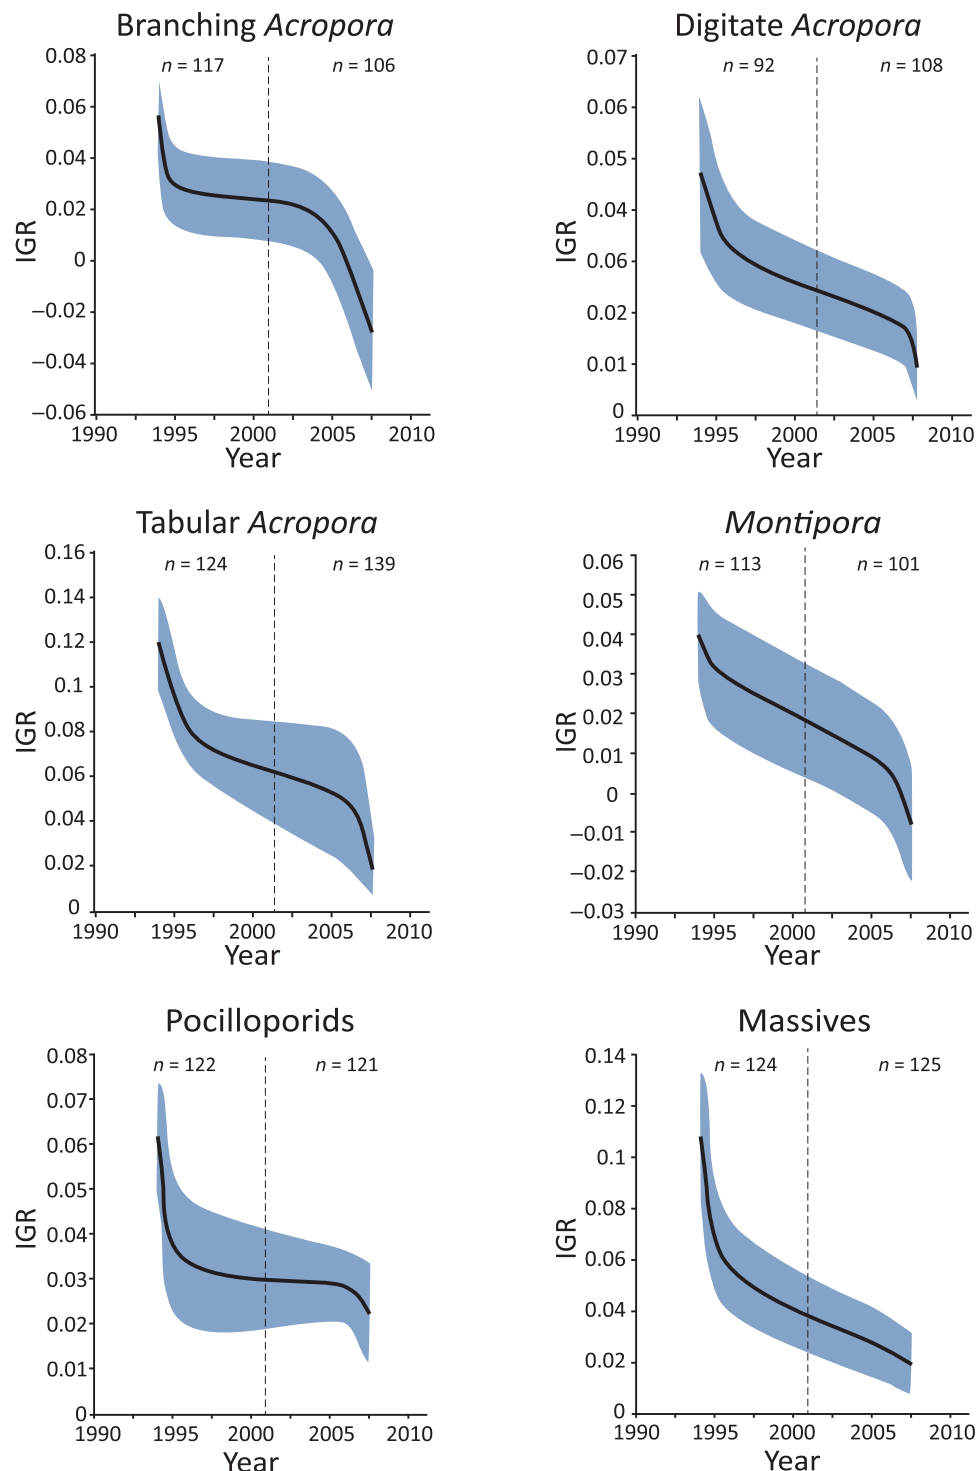 Branching Acropora
n = 117
n = 106
0.08
0.06
0.04
0.02
0
−0.02
−0.04
−0.06
IGR
1990 1995 2000 2005 2010
Year
Digitate Acropora
n = 92
n = 108
0.07
0.06
0.05
0.04
0.06
0.02
0.01
0
IGR
1990 1995 2000 2005 2010
Year
Tabular Acropora
n = 124
n = 139
0.16
0.14
0.12
0.1
0.08
0.06
0.04
0.02
0
IGR
1990 1995 2000 2005 2010
Year
Montipora
n = 113
n = 101
0.06
0.05
0.04
0.03
0.02
0.01
0
−0.01
−0.02
−0.03
IGR
1990 1995 2000 2005 2010
Year
Pocilloporids
n = 122
n = 121
0.08
0.07
0.06
0.05
0.04
0.03
0.02
0.01
0
IGR
1990 1995 2000 2005 2010
Year
Massives
n = 124
n = 125
0.14
0.12
0.1
0.08
0.06
0.04
0.02
0
IGR
1990 1995 2000 2005 2010
Year